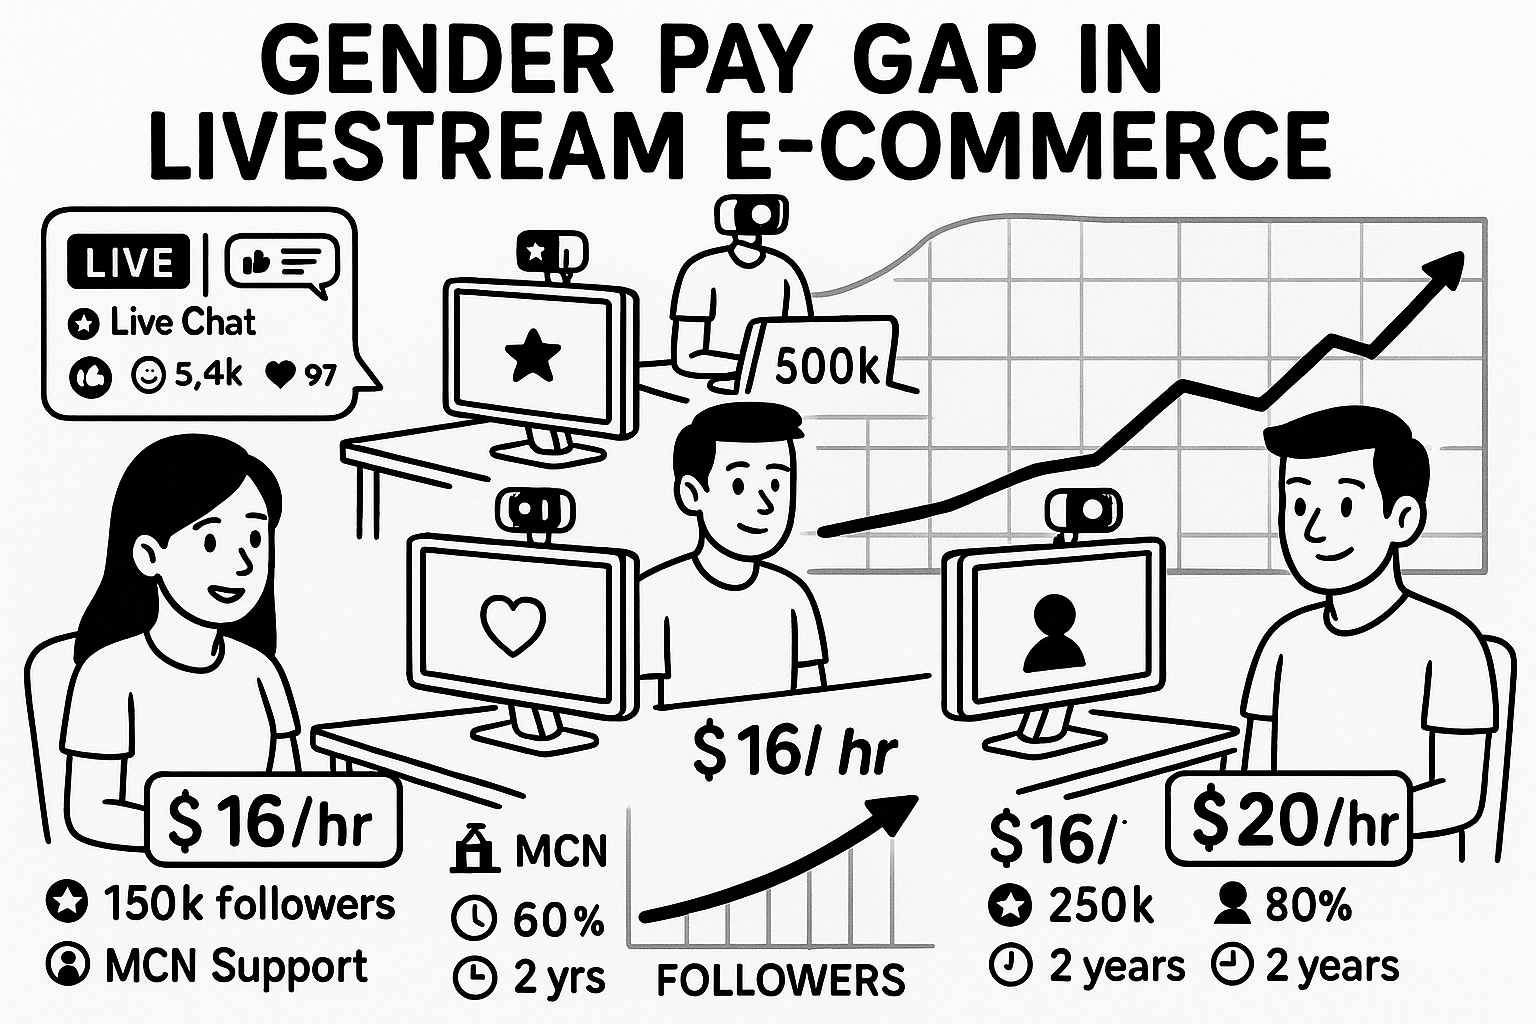 GENDER PAY GAP IN
LIVESTREAM E-COMMERCE
LIVE
Live Chat
5,4k 97
500k
$16/hr
$16/hr
$16/
$20/hr
150k followers
MCN Support
MCN
60%
2 yrs
FOLLOWERS
250k 80%
2 years 2 years